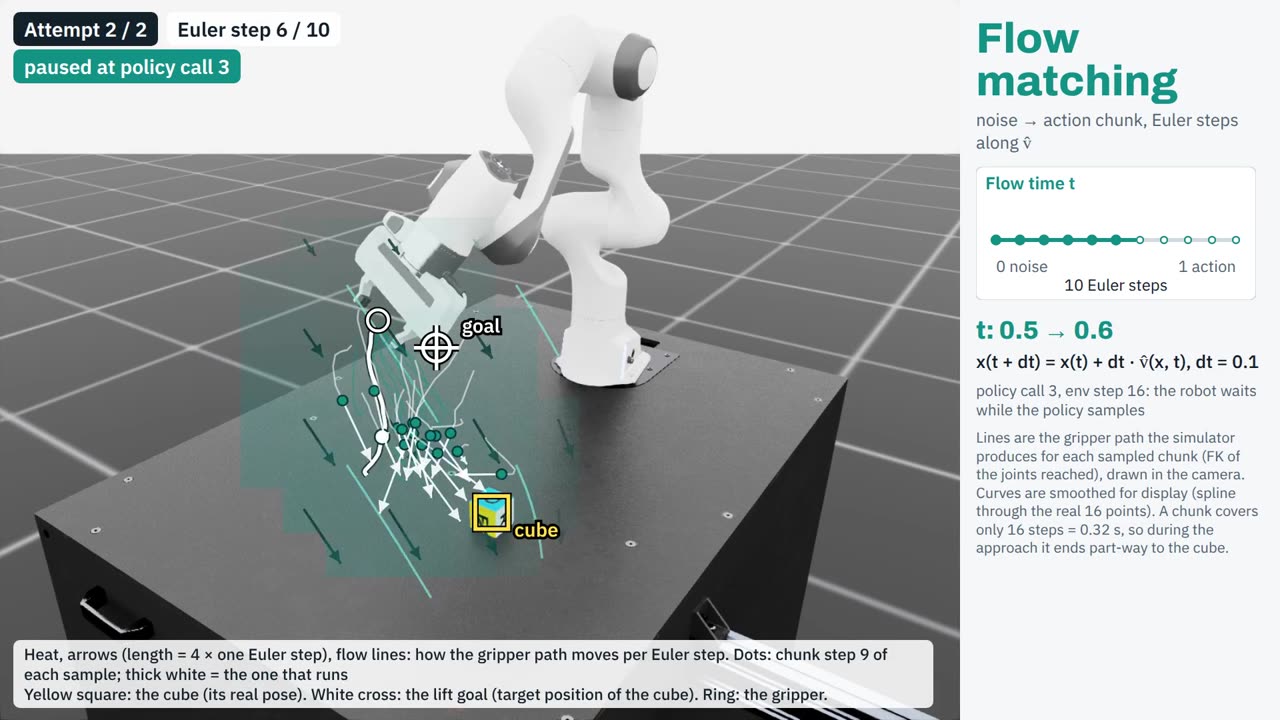 Attempt 2 / 2
Euler step 6 / 10
paused at policy call 3
goal
cube
Heat, arrows (length = 4 × one Euler step), flow lines: how the gripper path moves per Euler step. Dots: chunk step 9 of
each sample; thick white = the one that runs
Yellow square: the cube (its real pose). White cross: the lift goal (target position of the cube). Ring: the gripper.
Flow
matching
noise → action chunk, Euler steps
along v̂
Flow time t
0 noise
1 action
10 Euler steps
t: 0.5 → 0.6
x(t + dt) = x(t) + dt · v̂(x, t), dt = 0.1
policy call 3, env step 16: the robot waits
while the policy samples
Lines are the gripper path the simulator
produces for each sampled chunk (FK of
the joints reached), drawn in the camera.
Curves are smoothed for display (spline
through the real 16 points). A chunk covers
only 16 steps = 0.32 s, so during the
approach it ends part-way to the cube.